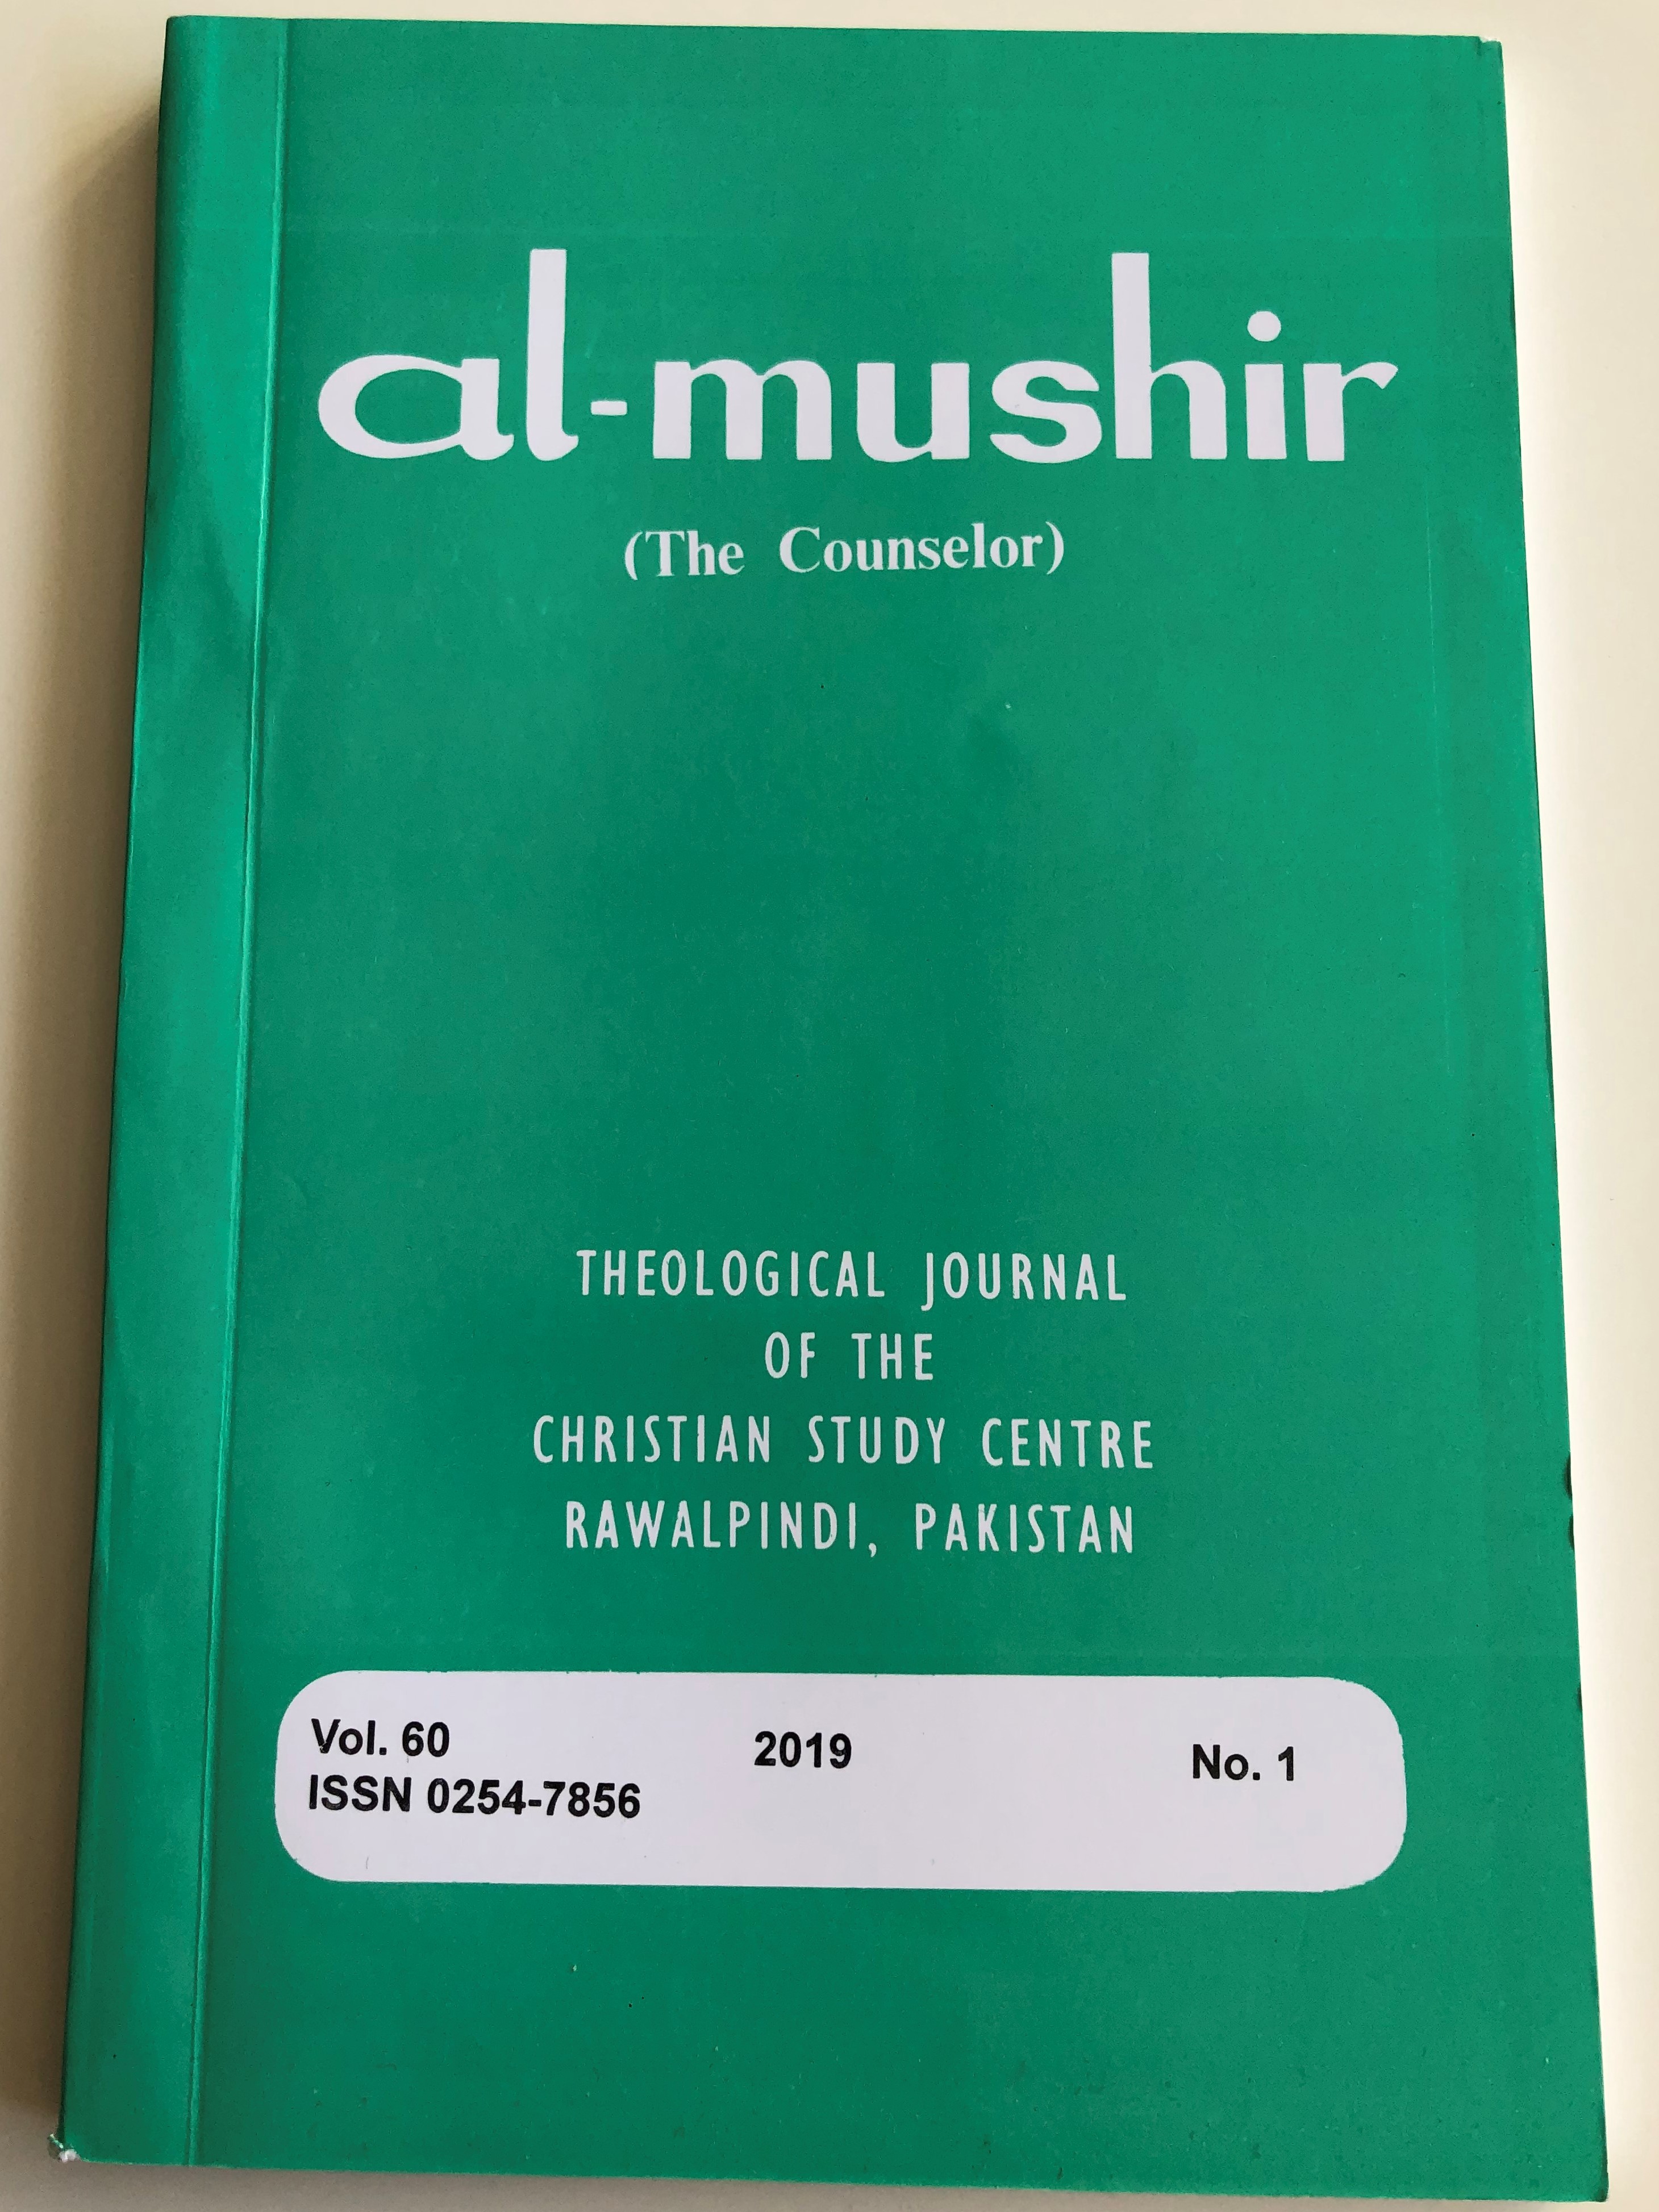 al-mushir
(The Counselor)
THEOLOGICAL JOURNAL
OF THE
CHRISTIAN STUDY CENTRE
RAWALPINDI, PAKISTAN
Vol. 60 2019 No. 1
ISSN 0254-7856